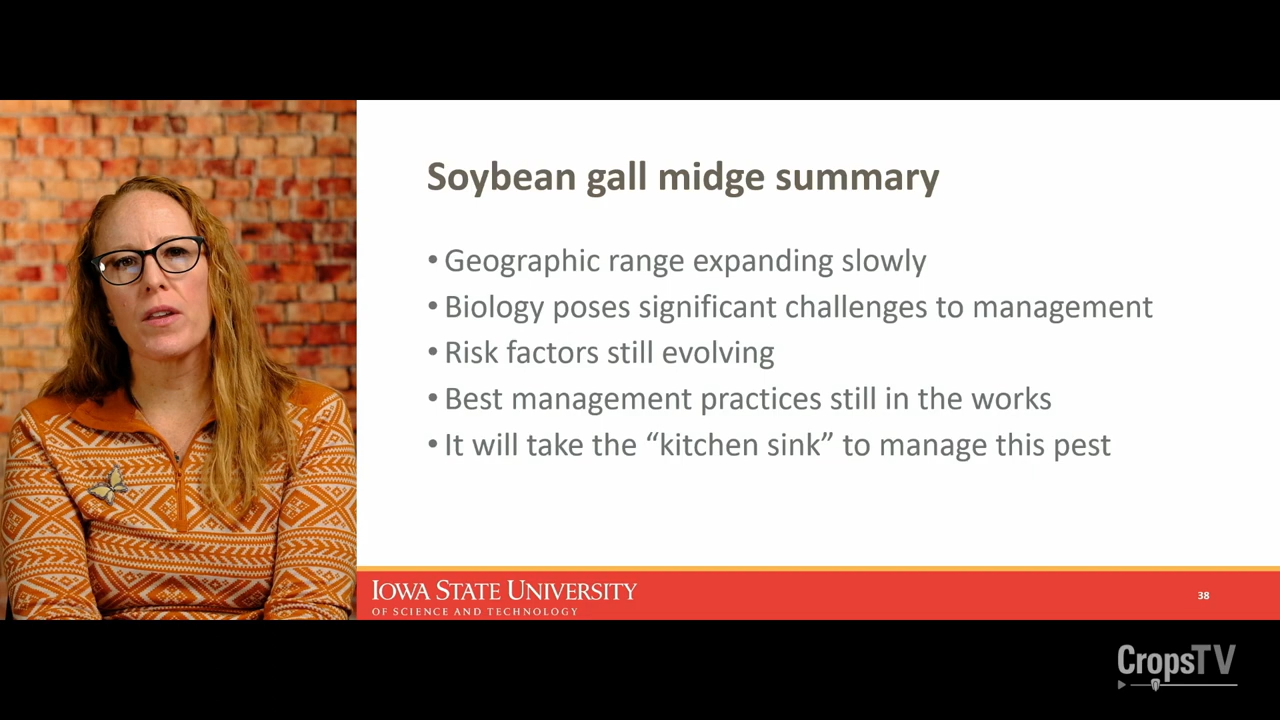 Soybean gall midge summary
• Geographic range expanding slowly
• Biology poses significant challenges to management
• Risk factors still evolving
• Best management practices still in the works
• It will take the “kitchen sink” to manage this pest
IOWA STATE UNIVERSITY
OF SCIENCE AND TECHNOLOGY
38
CropsTV